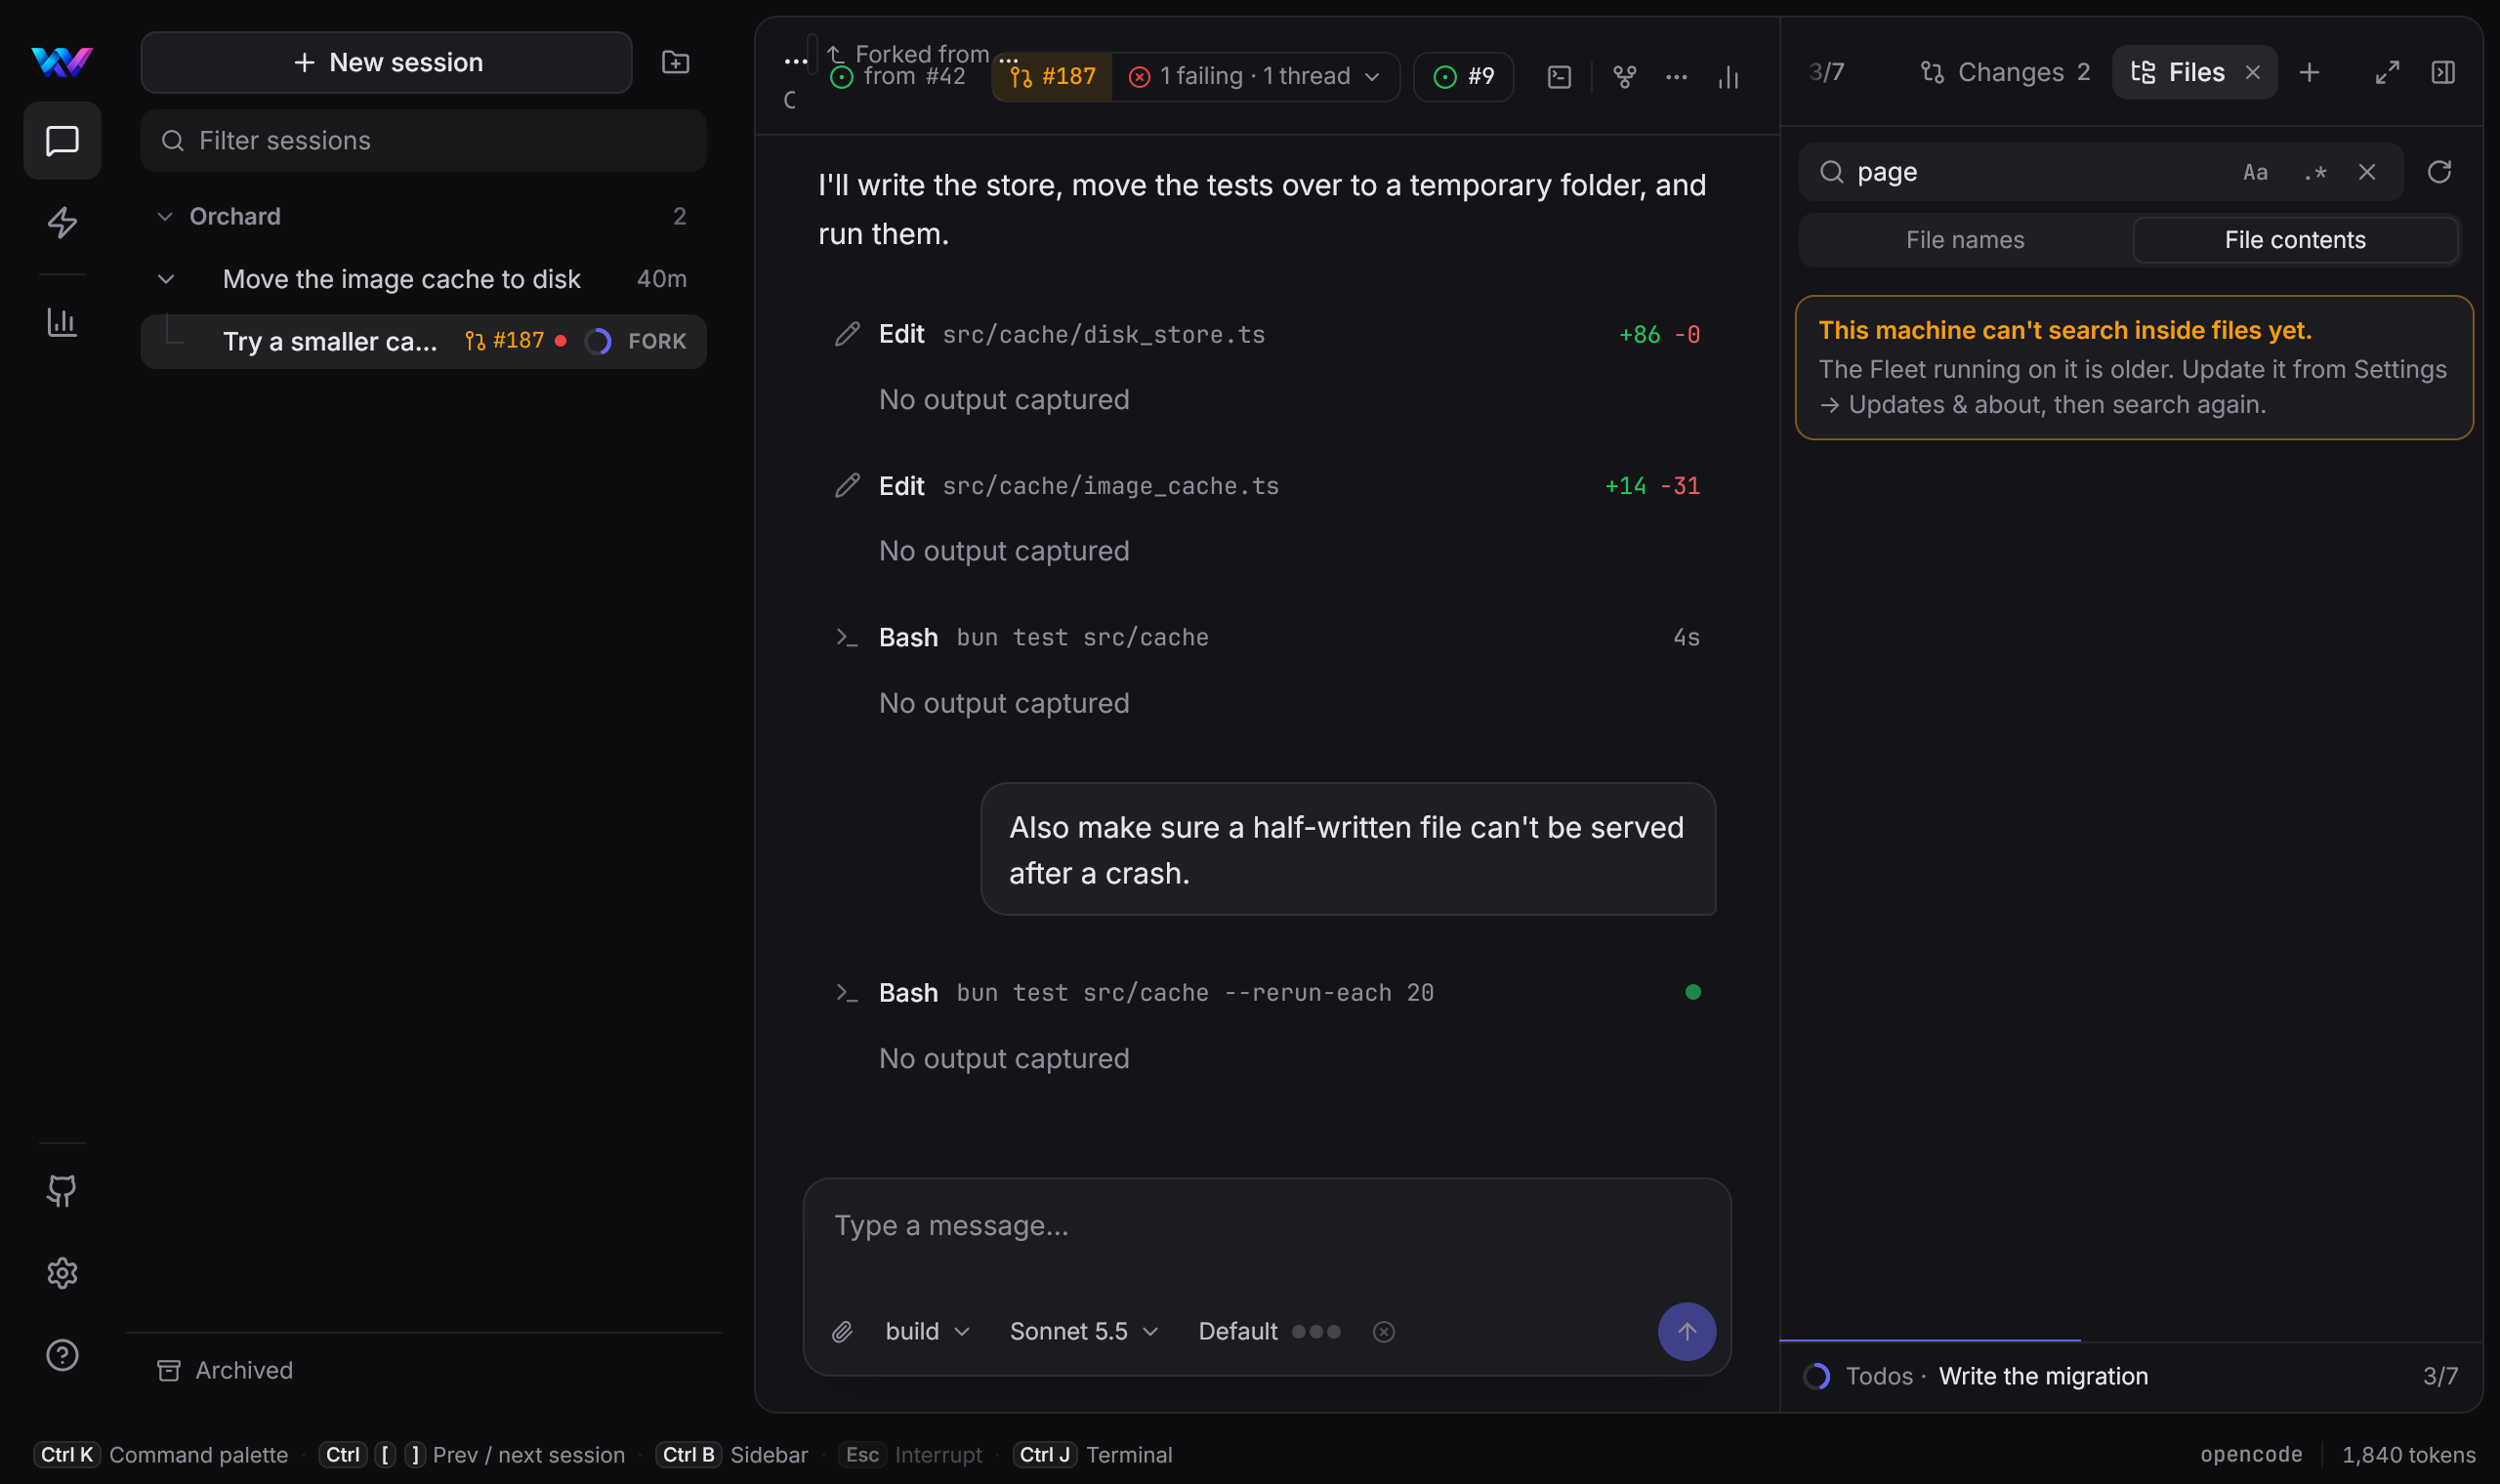 New session
Filter sessions
Orchard 2
Move the image cache to disk 40m
Try a smaller ca... #187 FORK
Archived
... Forked from ...
from #42 #187 1 failing · 1 thread #9
I'll write the store, move the tests over to a temporary folder, and
run them.
Edit src/cache/disk_store.ts +86 -0
No output captured
Edit src/cache/image_cache.ts +14 -31
No output captured
>_ Bash bun test src/cache 4s
No output captured
Also make sure a half-written file can't be served
after a crash.
>_ Bash bun test src/cache --rerun-each 20
No output captured
Type a message...
build Sonnet 5.5 Default
3/7 Changes 2 Files
page Aa .*
File names File contents
This machine can't search inside files yet.
The Fleet running on it is older. Update it from Settings
→ Updates & about, then search again.
Todos · Write the migration 3/7
Ctrl K Command palette · Ctrl [ ] Prev / next session · Ctrl B Sidebar · Esc Interrupt · Ctrl J Terminal
opencode 1,840 tokens